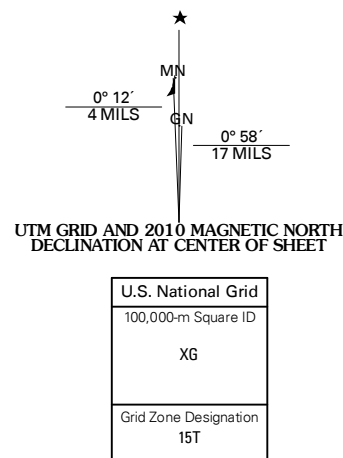 ★
MN
0° 12´
4 MILS
GN
0° 58´
17 MILS
UTM GRID AND 2010 MAGNETIC NORTH
DECLINATION AT CENTER OF SHEET
U.S. National Grid
100,000-m Square ID
XG
Grid Zone Designation
15T